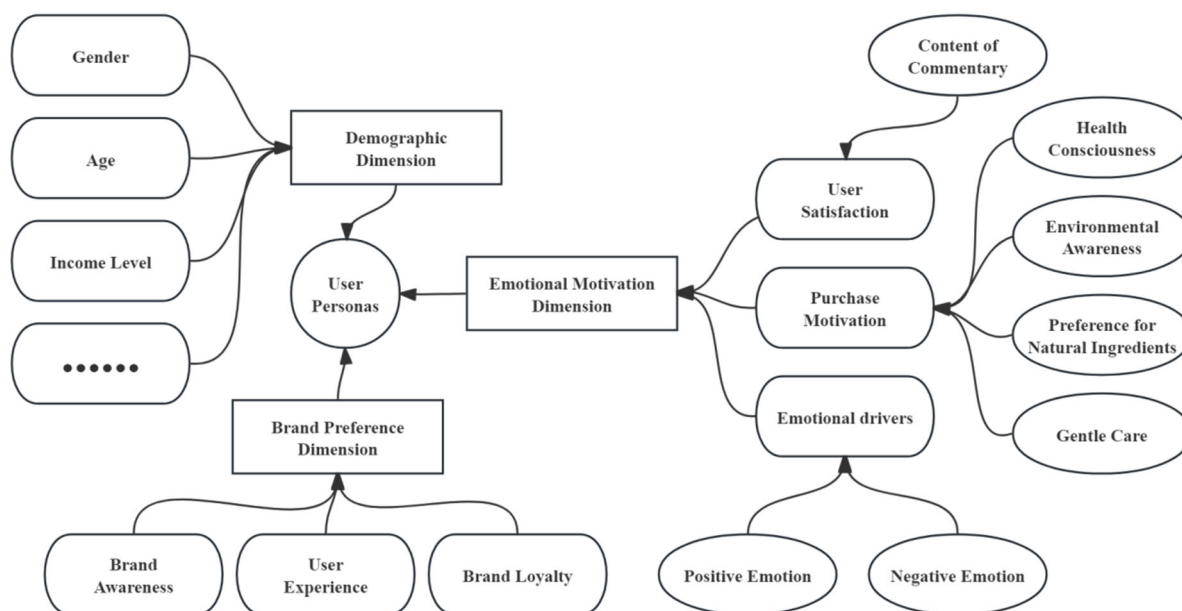 Gender
Content of
Commentary
Demographic
Dimension
Health
Consciousness
Age
User
Satisfaction
Environmental
Awareness
Income Level
User
Personas
Emotional Motivation
Dimension
Purchase
Motivation
Preference for
Natural Ingredients
••••••
Brand Preference
Dimension
Emotional drivers
Gentle Care
Brand
Awareness
User
Experience
Brand Loyalty
Positive Emotion
Negative Emotion